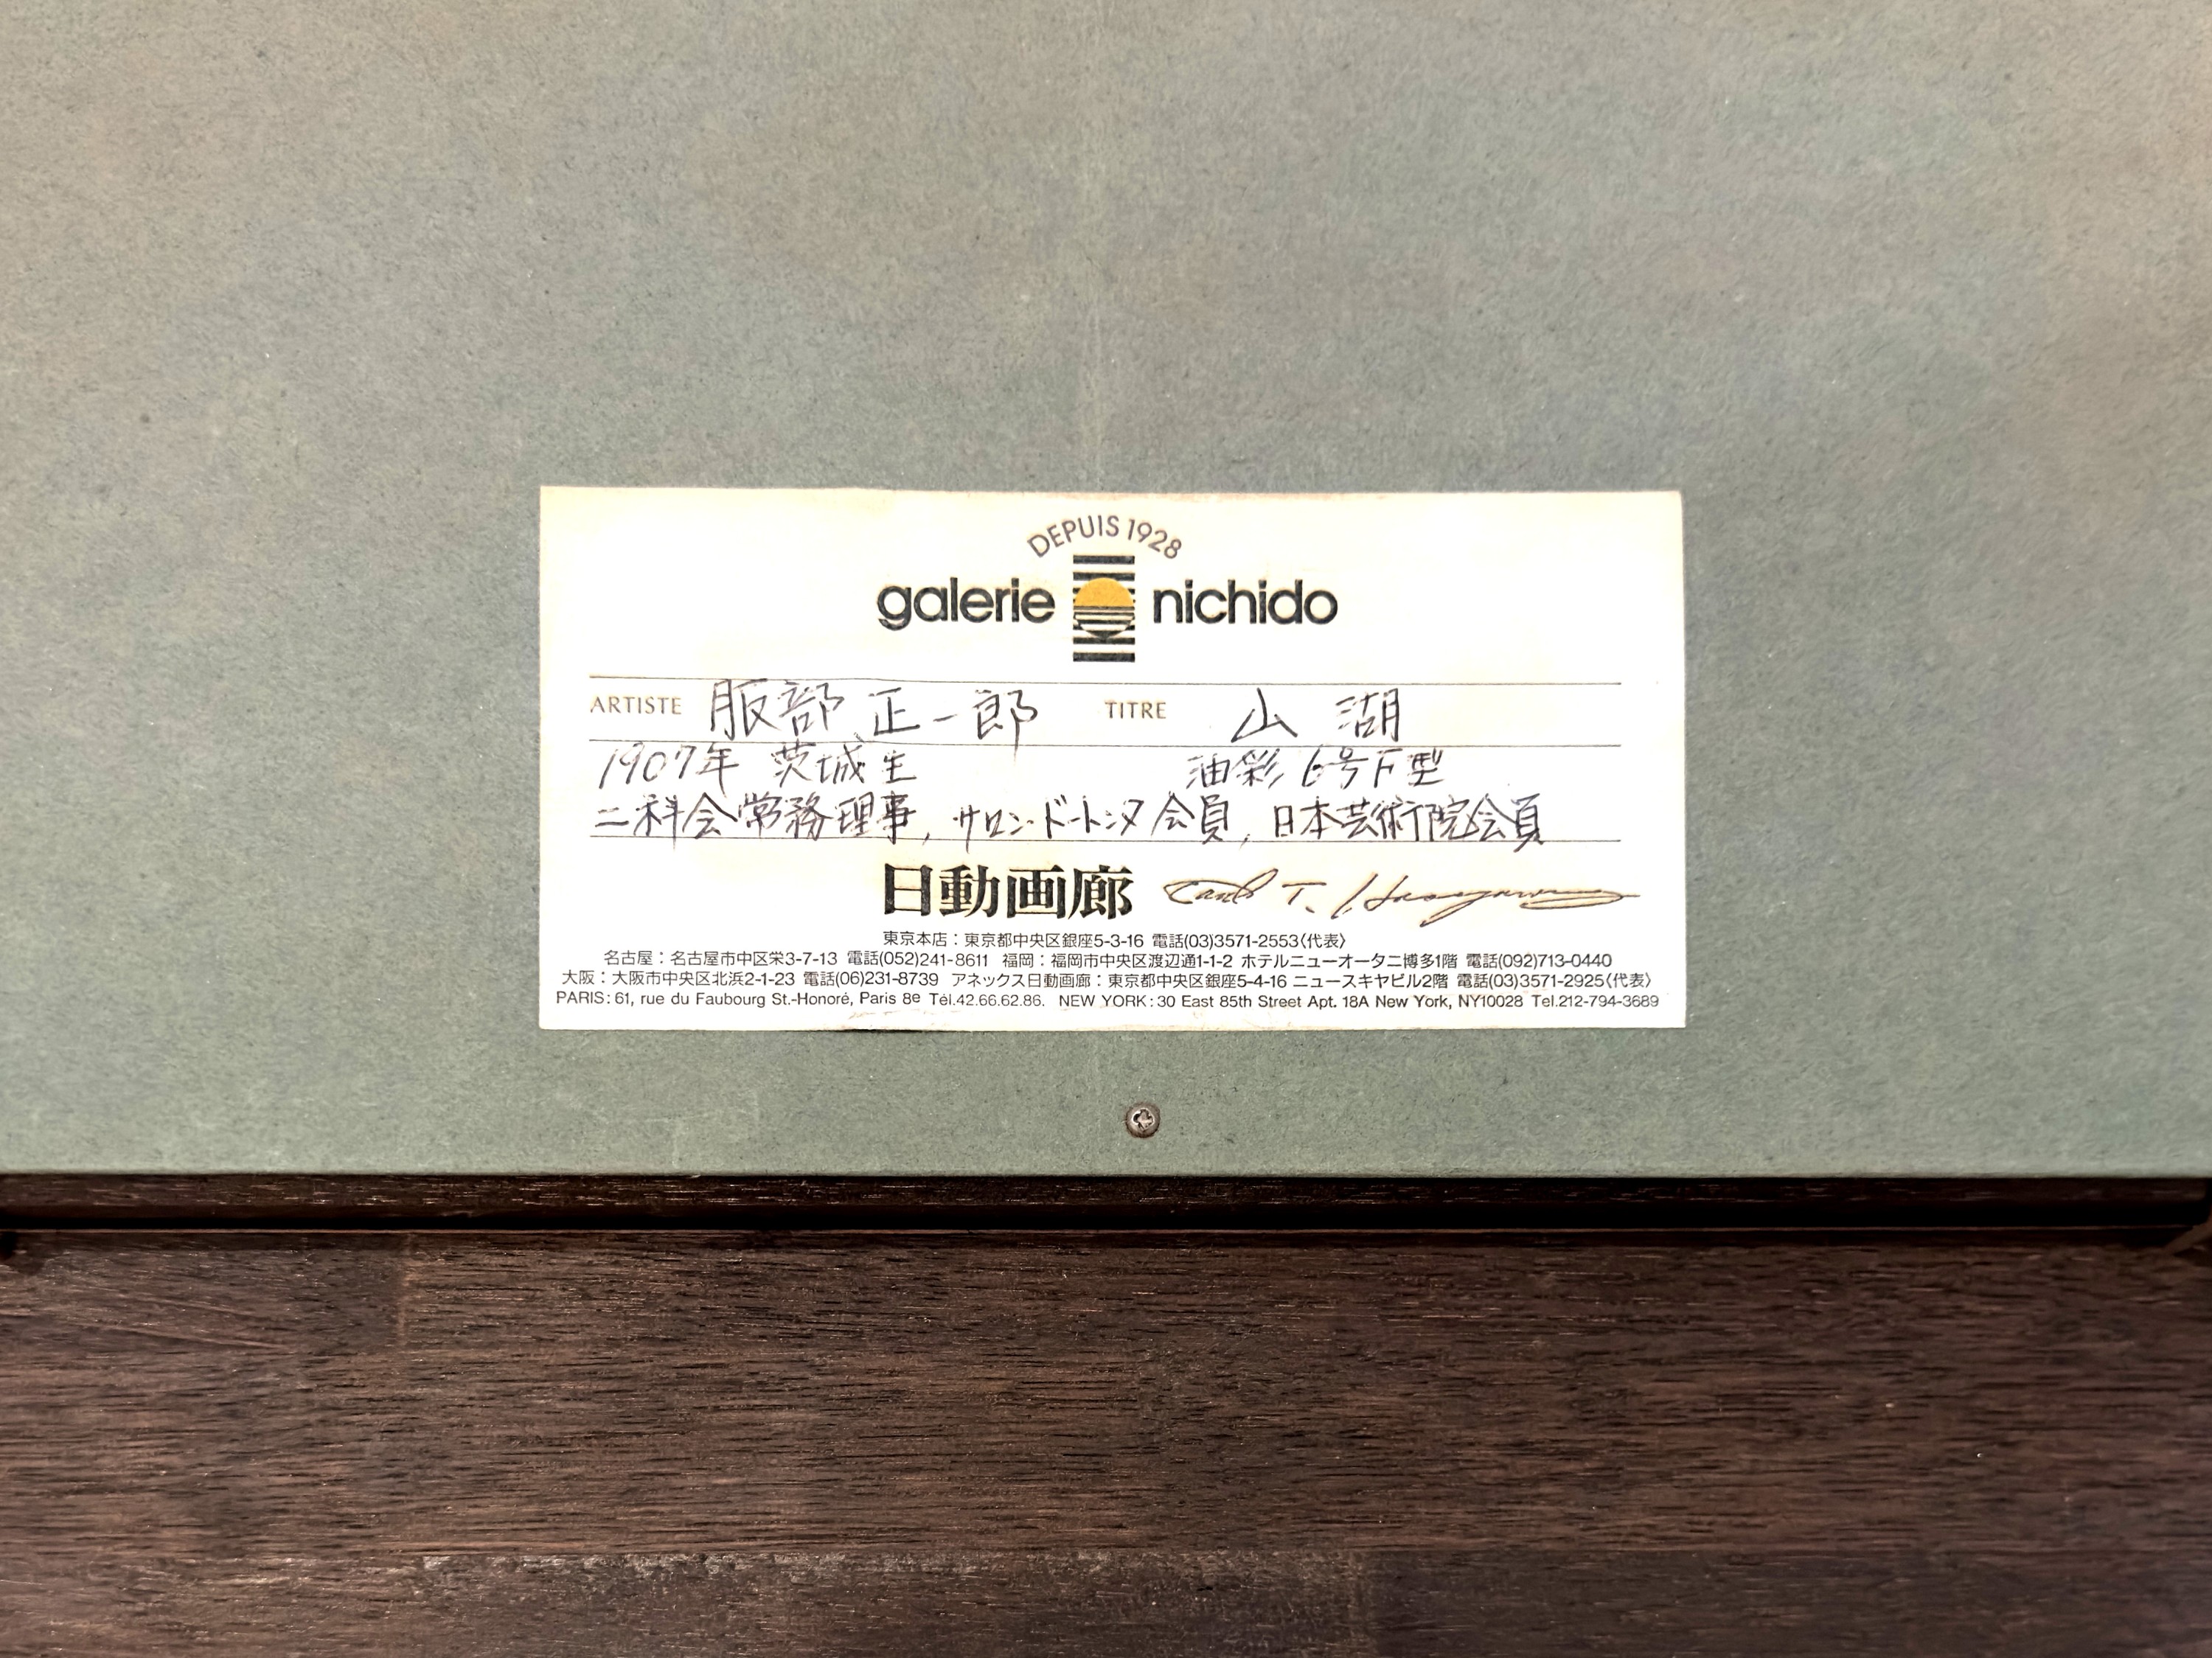 DEPUIS 1928
galerie nichido
ARTISTE 服部 正一郎 TITRE 山 湖
1907年 茨城生 油彩 6号F型
二科会常務理事, サロン・ドートンヌ会員, 日本芸術院会員
日動画廊
東京本店：東京都中央区銀座5-3-16 電話(03)3571-2553〈代表〉
名古屋：名古屋市中区栄3-7-13 電話(052)241-8611 福岡：福岡市中央区渡辺通1-1-2 ホテルニューオータニ博多1階 電話(092)713-0440
大阪：大阪市中央区北浜2-1-23 電話(06)231-8739 アネックス日動画廊：東京都中央区銀座5-4-16 ニュースキヤビル2階 電話(03)3571-2925〈代表〉
PARIS: 61, rue du Faubourg St.-Honoré, Paris 8e Tél.42.66.62.86. NEW YORK: 30 East 85th Street Apt. 18A New York, NY10028 Tel.212-794-3689